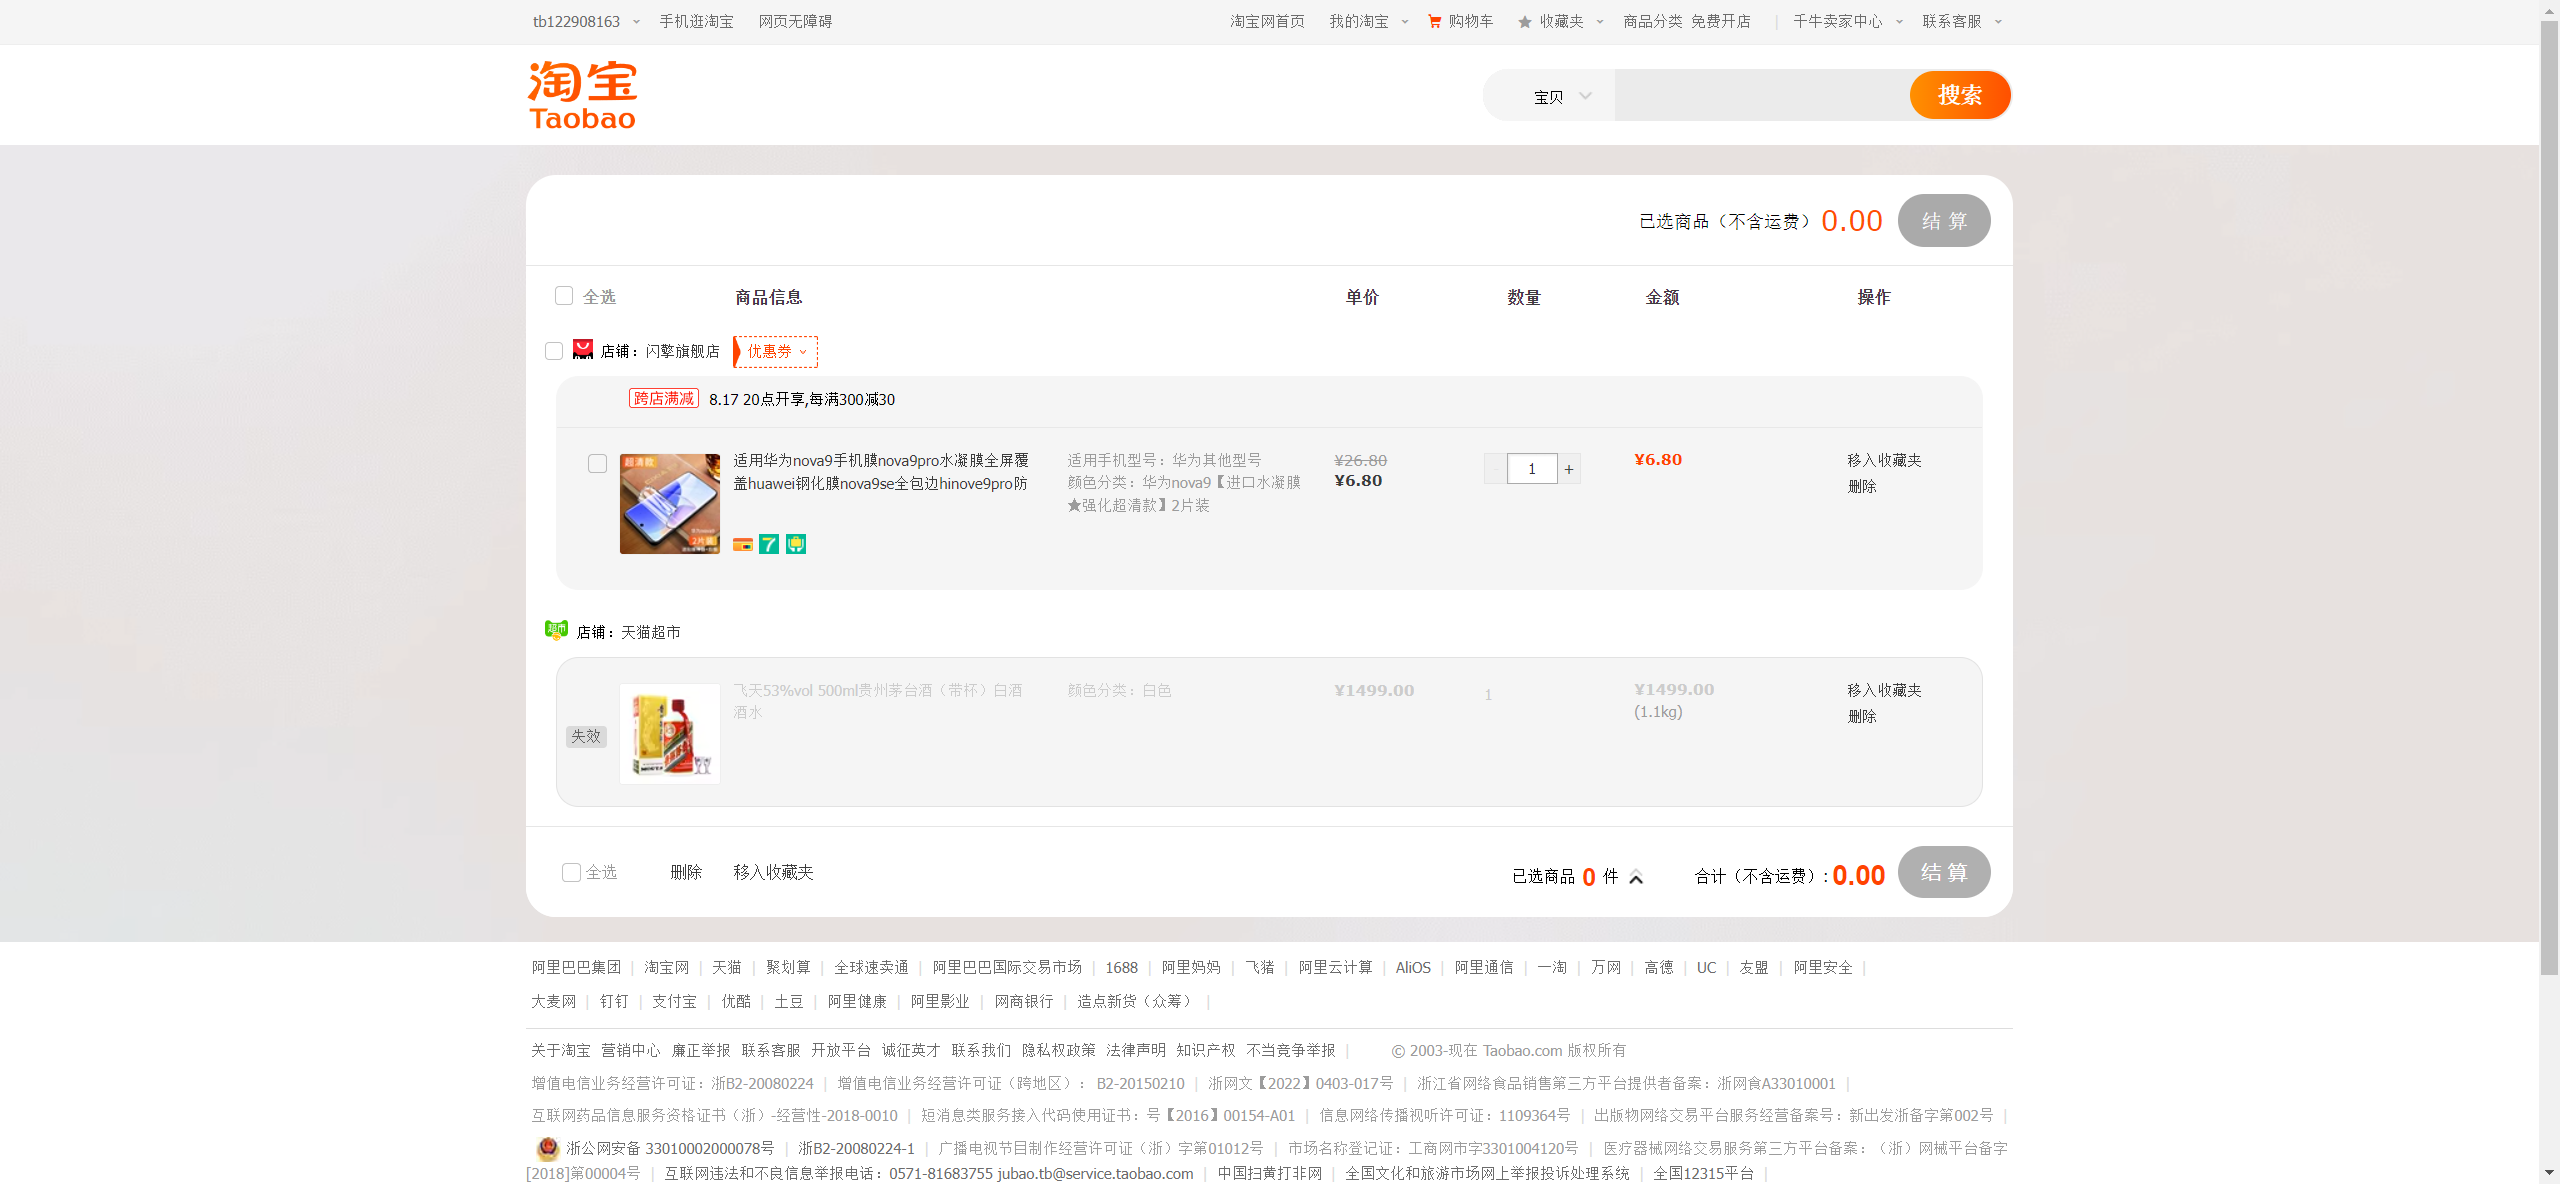 tb122908163 手机逛淘宝 网页无障碍 淘宝网首页 我的淘宝 购物车 收藏夹 商品分类 免费开店 | 千牛卖家中心 联系客服
淘宝
Taobao
宝贝 搜索
已选商品（不含运费） 0.00 结 算
全选 商品信息 单价 数量 金额 操作
店铺：闪擎旗舰店 优惠券
跨店满减 8.17 20点开享,每满300减30
适用华为nova9手机膜nova9pro水凝膜全屏覆 适用手机型号：华为其他型号 ¥26.80 - 1 + ¥6.80 移入收藏夹
盖huawei钢化膜nova9se全包边hinove9pro防 颜色分类：华为nova9【进口水凝膜 ¥6.80 删除
★强化超清款】2片装
超清款
2片装
7
超市 店铺：天猫超市
飞天53%vol 500ml贵州茅台酒（带杯）白酒 颜色分类：白色 ¥1499.00 1 ¥1499.00 移入收藏夹
酒水 (1.1kg) 删除
失效
全选 删除 移入收藏夹 已选商品 0 件 合计（不含运费）: 0.00 结 算
阿里巴巴集团 | 淘宝网 | 天猫 | 聚划算 | 全球速卖通 | 阿里巴巴国际交易市场 | 1688 | 阿里妈妈 | 飞猪 | 阿里云计算 | AliOS | 阿里通信 | 一淘 | 万网 | 高德 | UC | 友盟 | 阿里安全 |
大麦网 | 钉钉 | 支付宝 | 优酷 | 土豆 | 阿里健康 | 阿里影业 | 网商银行 | 造点新货（众筹） |
关于淘宝 营销中心 廉正举报 联系客服 开放平台 诚征英才 联系我们 隐私权政策 法律声明 知识产权 不当竞争举报 | © 2003-现在 Taobao.com 版权所有
增值电信业务经营许可证：浙B2-20080224 | 增值电信业务经营许可证（跨地区）： B2-20150210 | 浙网文【2022】0403-017号 | 浙江省网络食品销售第三方平台提供者备案：浙网食A33010001 |
互联网药品信息服务资格证书（浙）-经营性-2018-0010 | 短消息类服务接入代码使用证书：号【2016】00154-A01 | 信息网络传播视听许可证：1109364号 | 出版物网络交易平台服务经营备案号：新出发浙备字第002号 |
浙公网安备 33010002000078号 | 浙B2-20080224-1 | 广播电视节目制作经营许可证（浙）字第01012号 | 市场名称登记证：工商网市字3301004120号 | 医疗器械网络交易服务第三方平台备案：（浙）网械平台备字
[2018]第00004号 | 互联网违法和不良信息举报电话：0571-81683755 jubao.tb@service.taobao.com | 中国扫黄打非网 | 全国文化和旅游市场网上举报投诉处理系统 | 全国12315平台 |